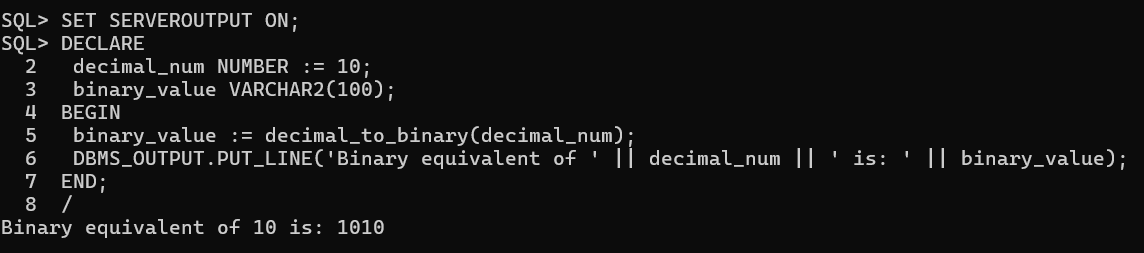 SQL> SET SERVEROUTPUT ON;
SQL> DECLARE
  2   decimal_num NUMBER := 10;
  3   binary_value VARCHAR2(100);
  4  BEGIN
  5   binary_value := decimal_to_binary(decimal_num);
  6   DBMS_OUTPUT.PUT_LINE('Binary equivalent of ' || decimal_num || ' is: ' || binary_value);
  7  END;
  8  /
Binary equivalent of 10 is: 1010